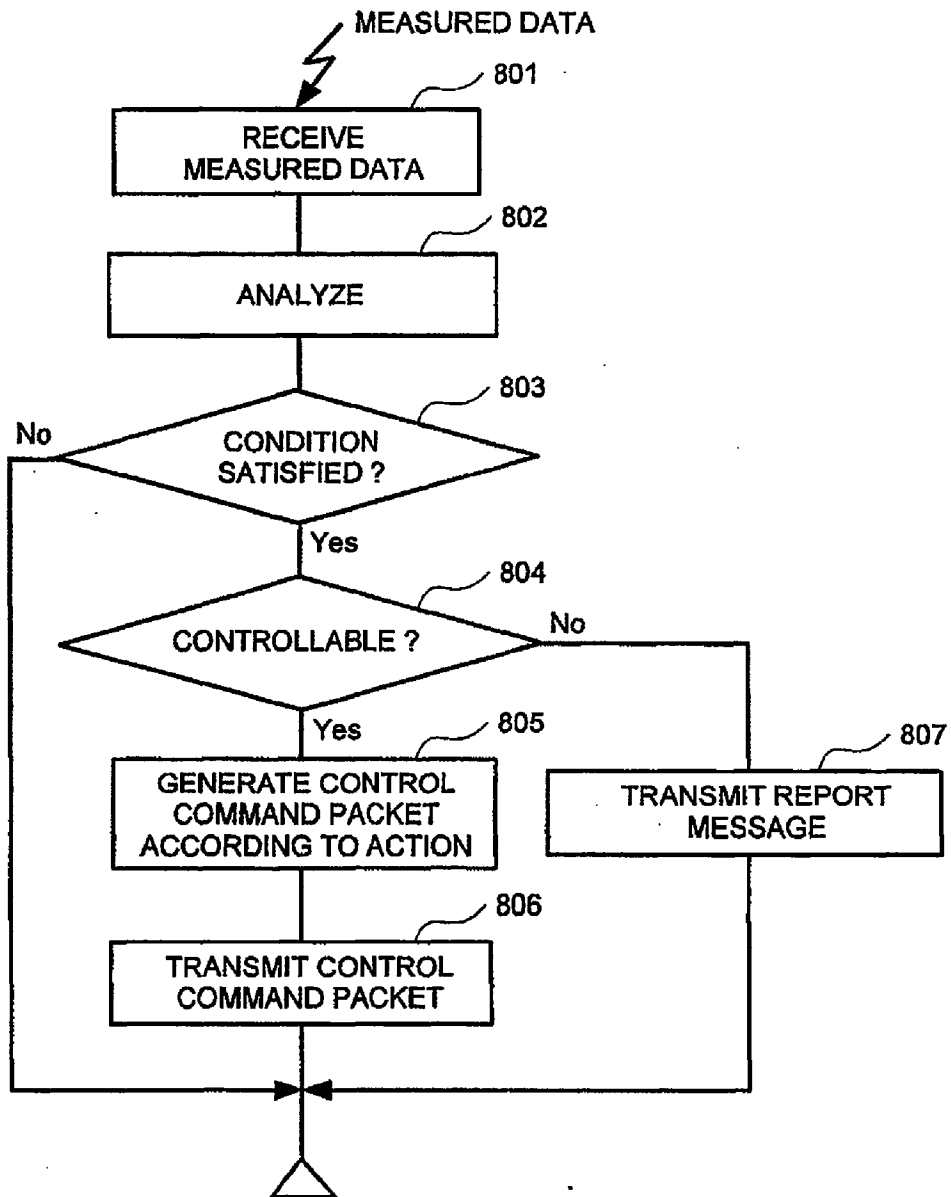 MEASURED DATA
801
RECEIVE
MEASURED DATA
802
ANALYZE
803
No
CONDITION
SATISFIED ?
Yes
804
CONTROLLABLE ?
No
Yes
805
807
GENERATE CONTROL
COMMAND PACKET
ACCORDING TO ACTION
TRANSMIT REPORT
MESSAGE
806
TRANSMIT CONTROL
COMMAND PACKET